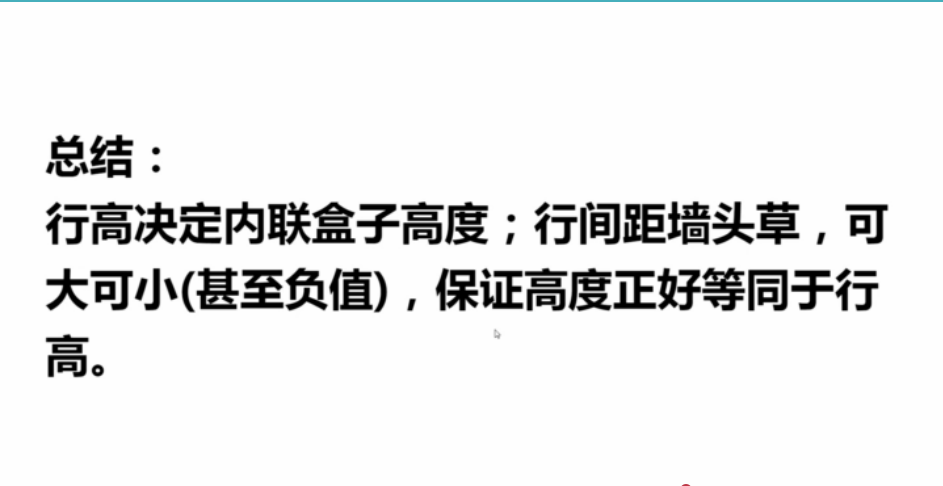 总结：
行高决定内联盒子高度；行间距墙头草，可
大可小(甚至负值)，保证高度正好等同于行
高。